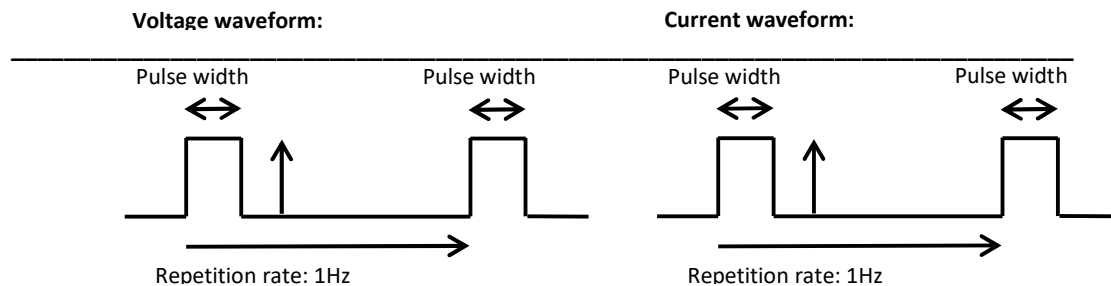 Voltage waveform: Current waveform:
Pulse width Pulse width Pulse width Pulse width
Repetition rate: 1Hz Repetition rate: 1Hz